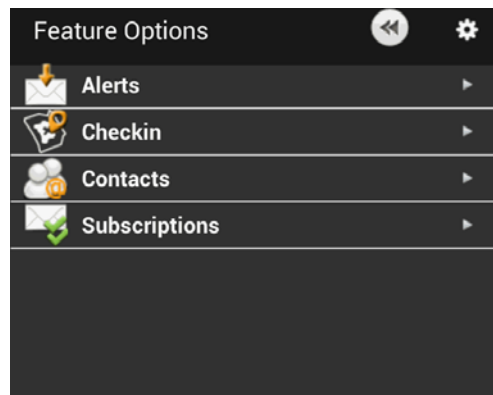 Feature Options
Alerts
Checkin
Contacts
Subscriptions